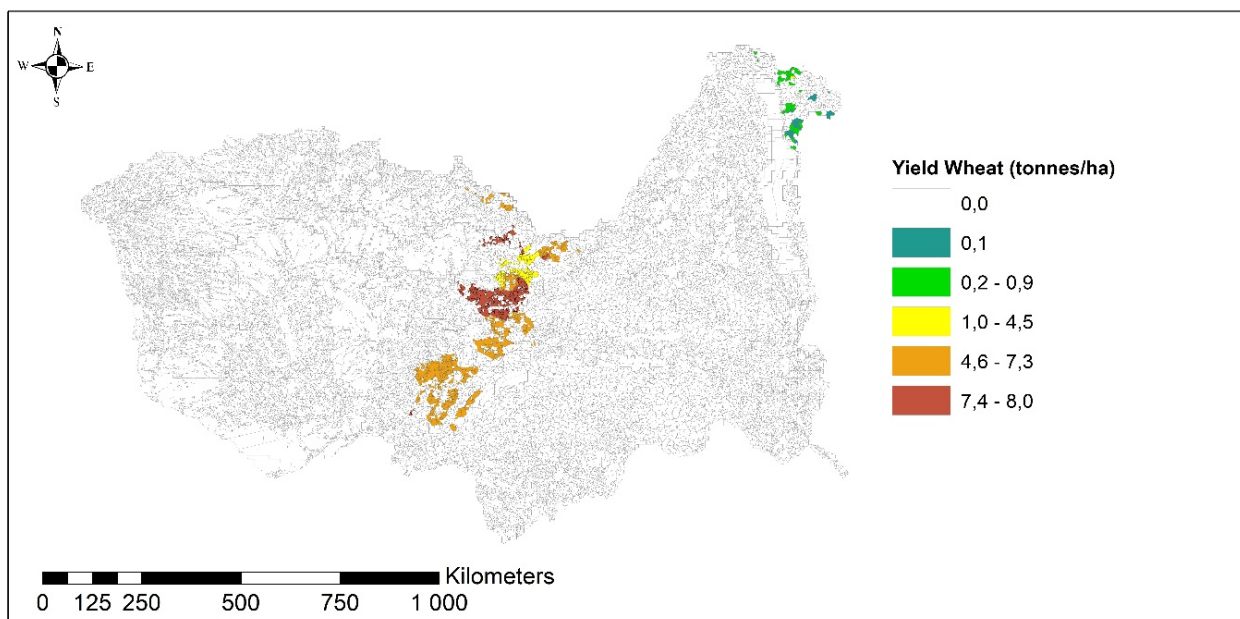 N
W E
S
Yield Wheat (tonnes/ha)
0,0
0,1
0,2 - 0,9
1,0 - 4,5
4,6 - 7,3
7,4 - 8,0
Kilometers
0 125 250 500 750 1 000